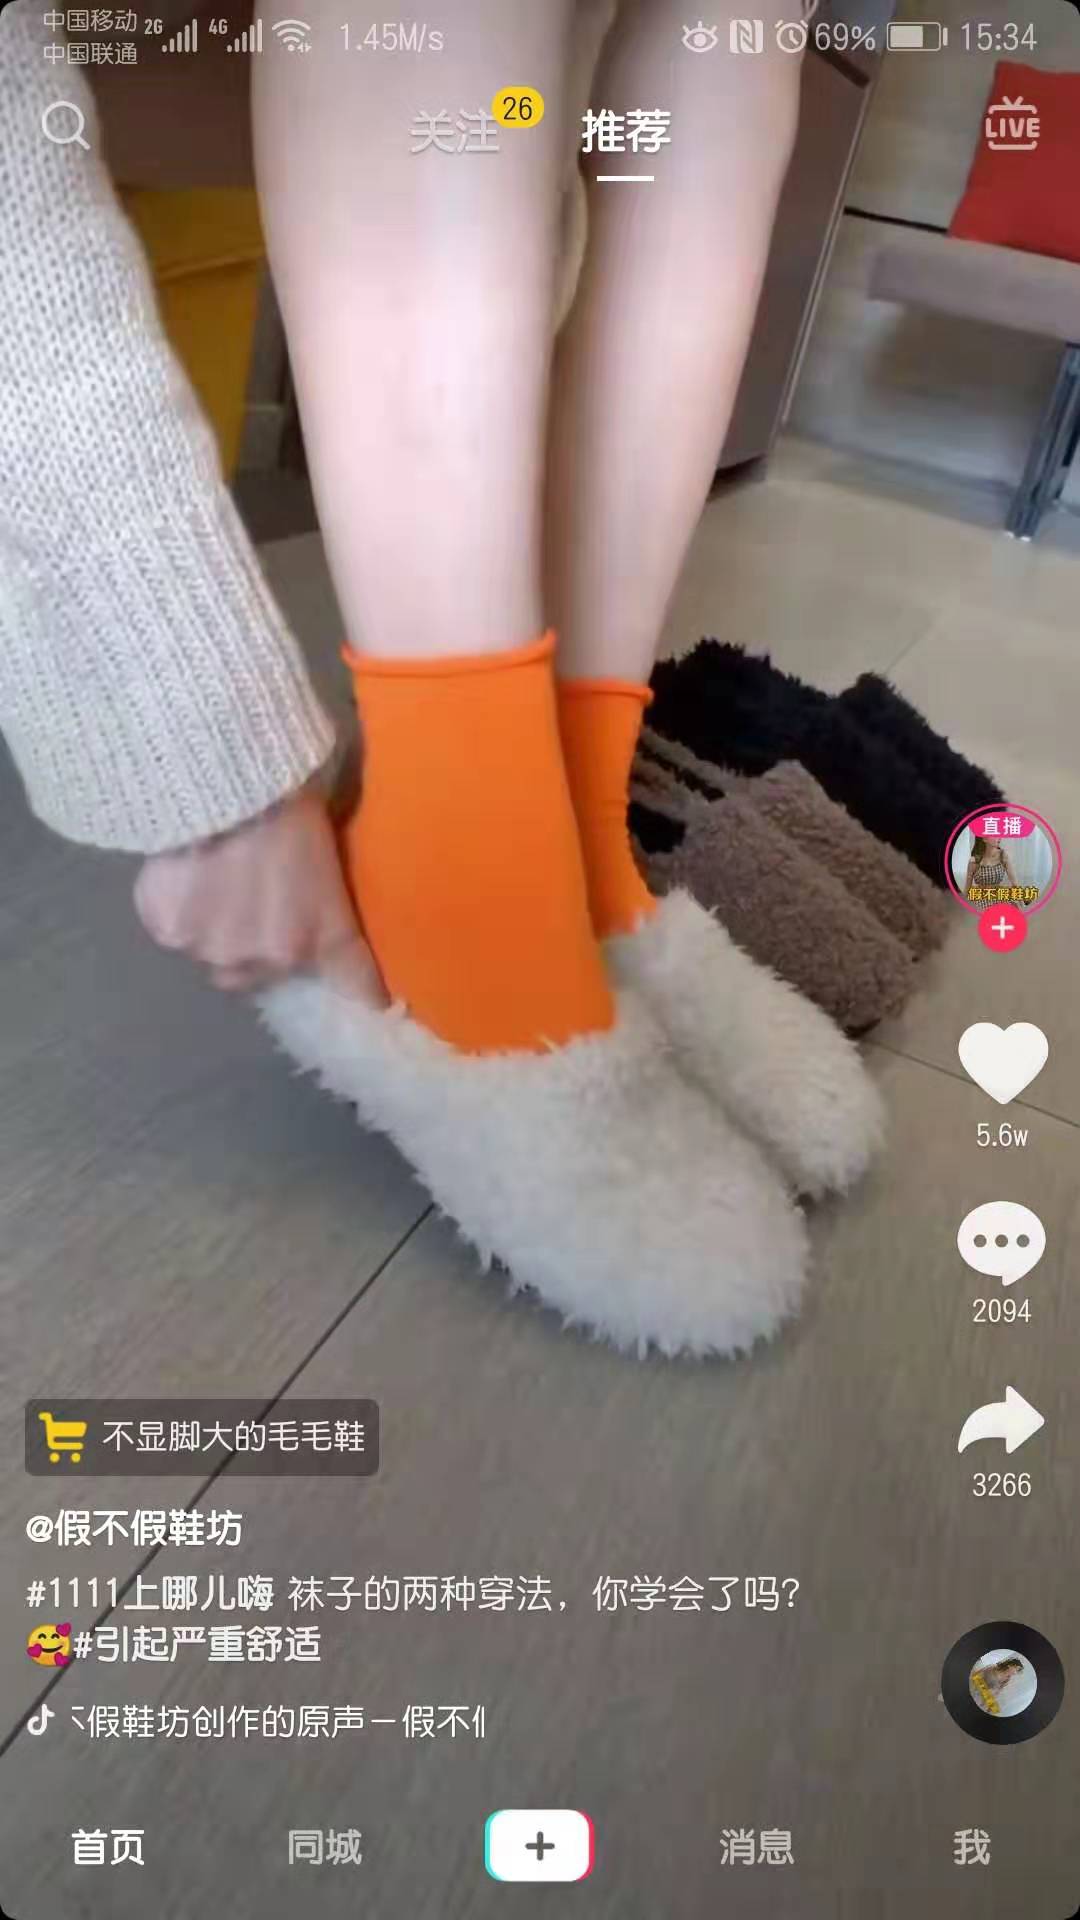 中国移动 2G 4G 1.45M/s 69% 15:34
中国联通
关注 26 推荐 LIVE
直播
假不假鞋坊
5.6w
2094
3266
不显脚大的毛毛鞋
@假不假鞋坊
#1111上哪儿嗨 袜子的两种穿法，你学会了吗?
🥰#引起严重舒适
假鞋坊创作的原声－假不
首页 同城 消息 我